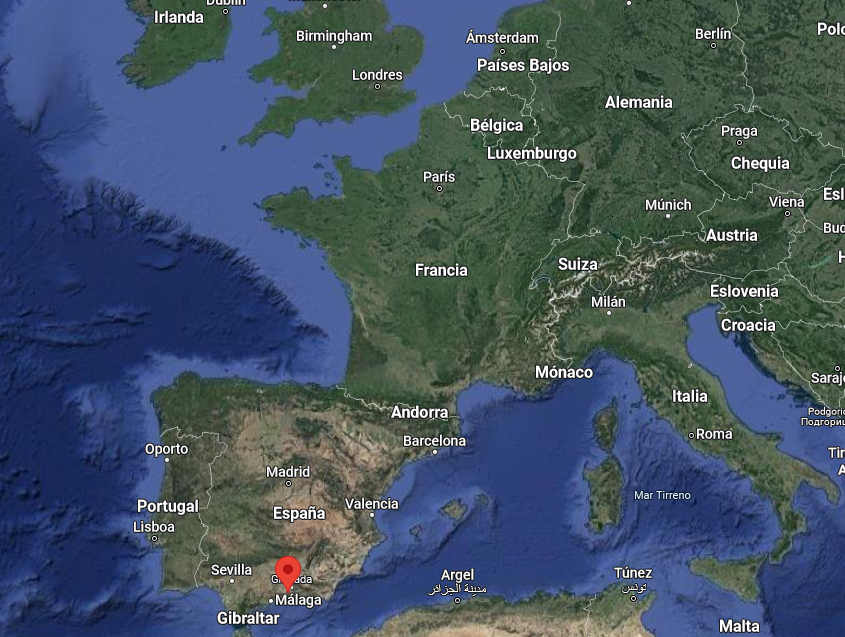 Dublín
Irlanda
Birmingham
Londres
Ámsterdam
Países Bajos
Berlín
Alemania
Bélgica
Luxemburgo
Praga
Chequia
París
Múnich
Viena
Austria
Francia
Suiza
Milán
Eslovenia
Croacia
Mónaco
Italia
Andorra
Barcelona
Roma
Oporto
Madrid
Valencia
Mar Tirreno
Portugal
España
Lisboa
Sevilla
Argel
مدينة الجزائر
Túnez
تونس
Málaga
Gibraltar
Malta